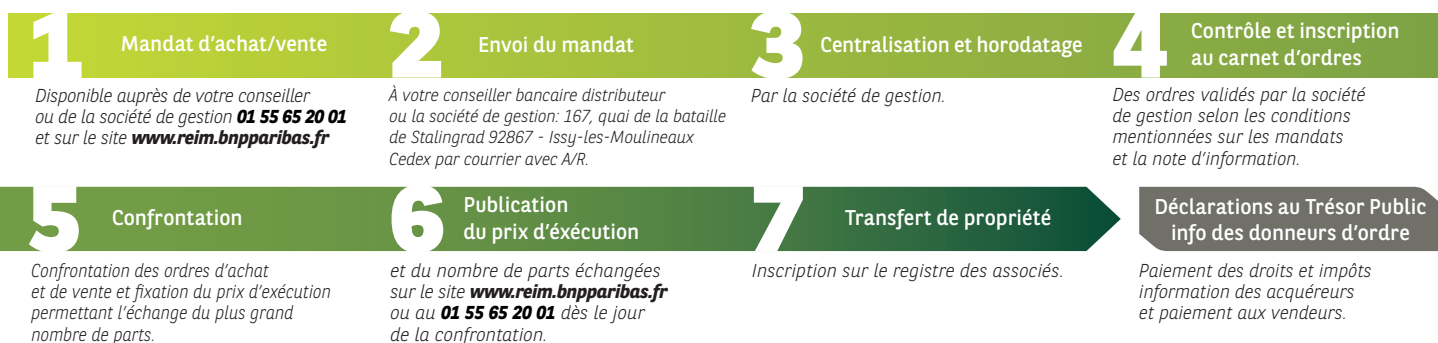 1 Mandat d'achat/vente
Disponible auprès de votre conseiller
ou de la société de gestion 01 55 65 20 01
et sur le site www.reim.bnpparibas.fr
2 Envoi du mandat
À votre conseiller bancaire distributeur
ou la société de gestion: 167, quai de la bataille
de Stalingrad 92867 - Issy-les-Moulineaux
Cedex par courrier avec A/R.
3 Centralisation et horodatage
Par la société de gestion.
4 Contrôle et inscription
au carnet d'ordres
Des ordres validés par la société
de gestion selon les conditions
mentionnées sur les mandats
et la note d'information.
5 Confrontation
Confrontation des ordres d'achat
et de vente et fixation du prix d'exécution
permettant l'échange du plus grand
nombre de parts.
6 Publication
du prix d'éxécution
et du nombre de parts échangées
sur le site www.reim.bnpparibas.fr
ou au 01 55 65 20 01 dès le jour
de la confrontation.
7 Transfert de propriété
Inscription sur le registre des associés.
Déclarations au Trésor Public
info des donneurs d'ordre
Paiement des droits et impôts
information des acquéreurs
et paiement aux vendeurs.